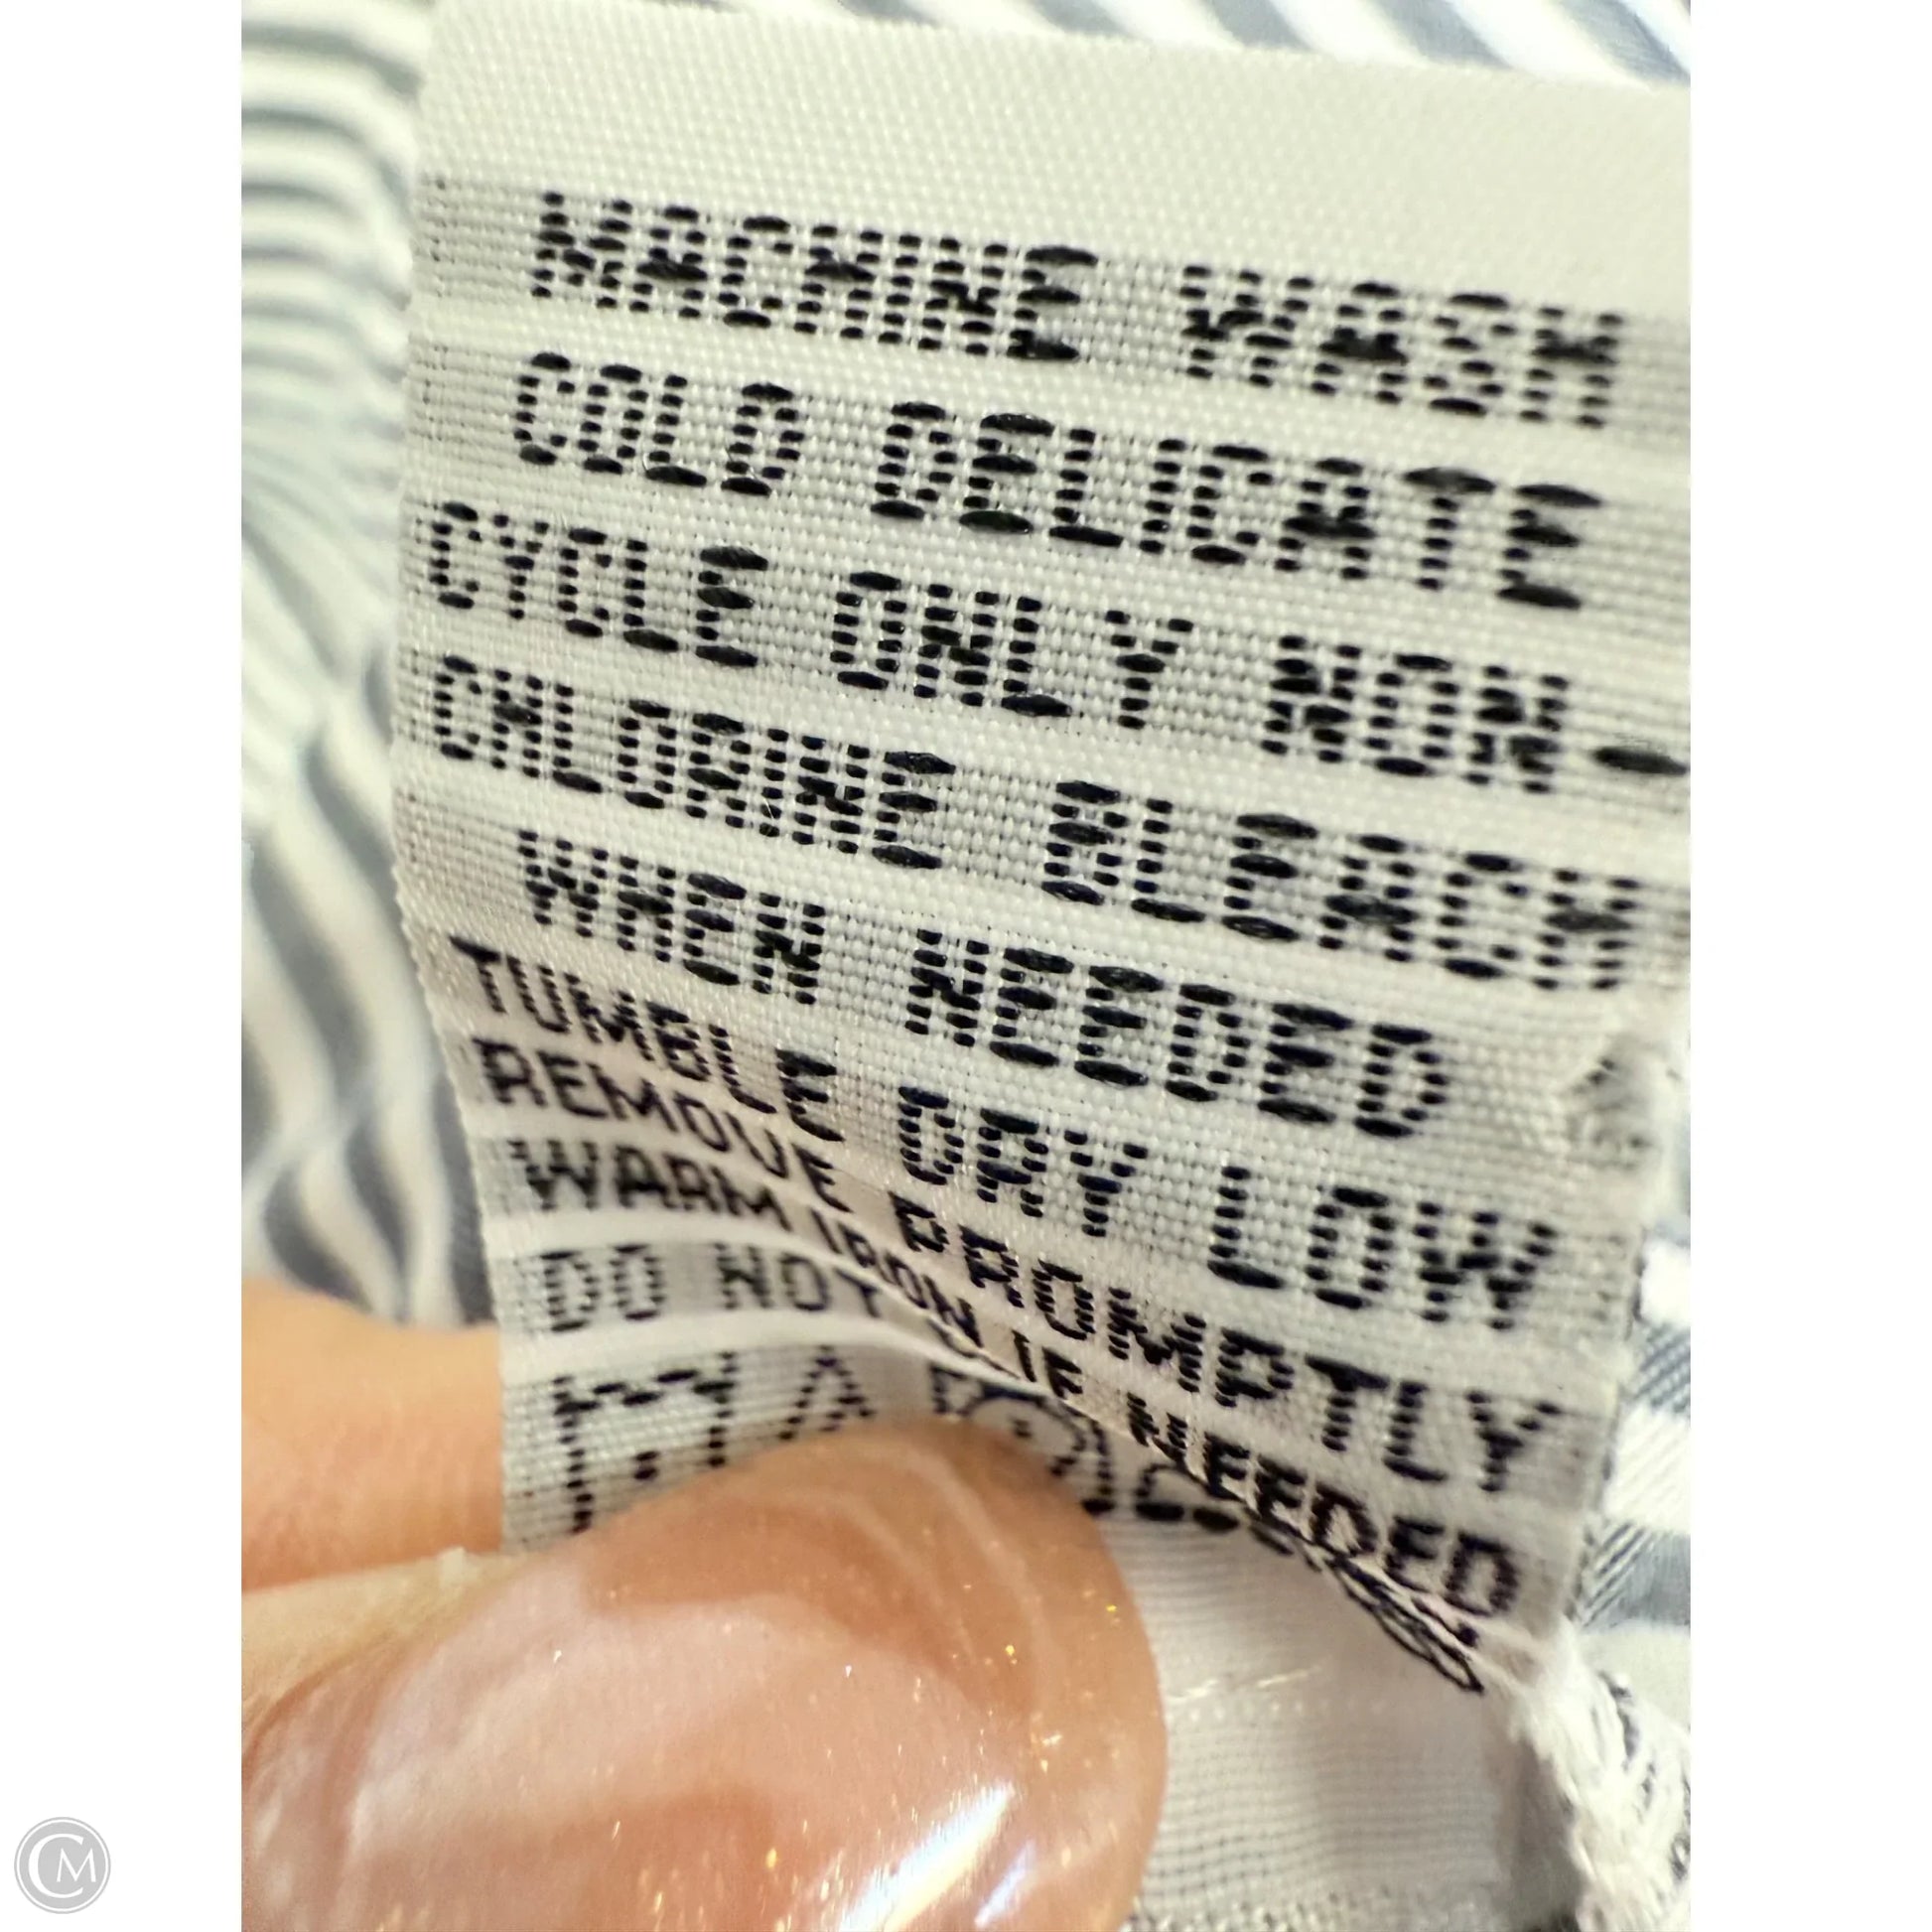 MACHINE WASH
COLD DELICATE
CYCLE ONLY NON-
CHLORINE BLEACH
WHEN NEEDED
TUMBLE DRY LOW
REMOVE PROMPTLY
WARM IRON IF NEEDED
DO NOT
CM